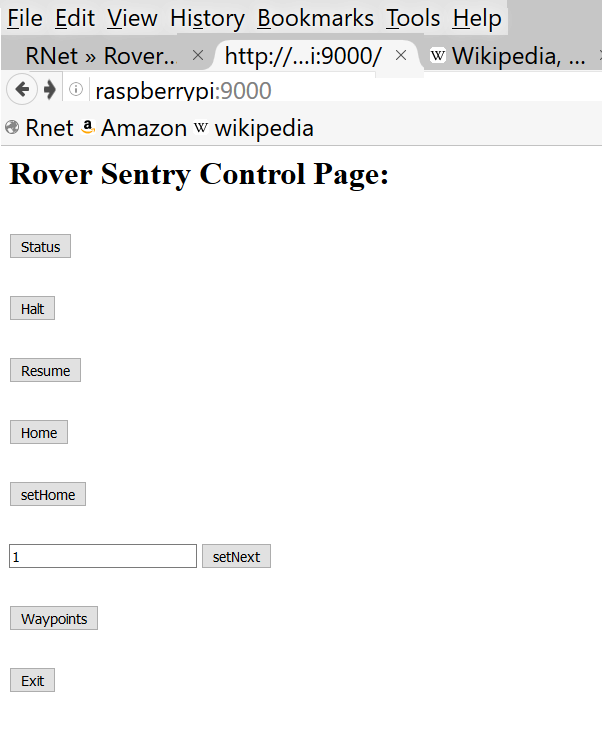 File Edit View History Bookmarks Tools Help
RNet » Rover... × http://...i:9000/ × W Wikipedia, ...
raspberrypi:9000
Rnet a Amazon W wikipedia
Rover Sentry Control Page:
Status
Halt
Resume
Home
setHome
1 setNext
Waypoints
Exit